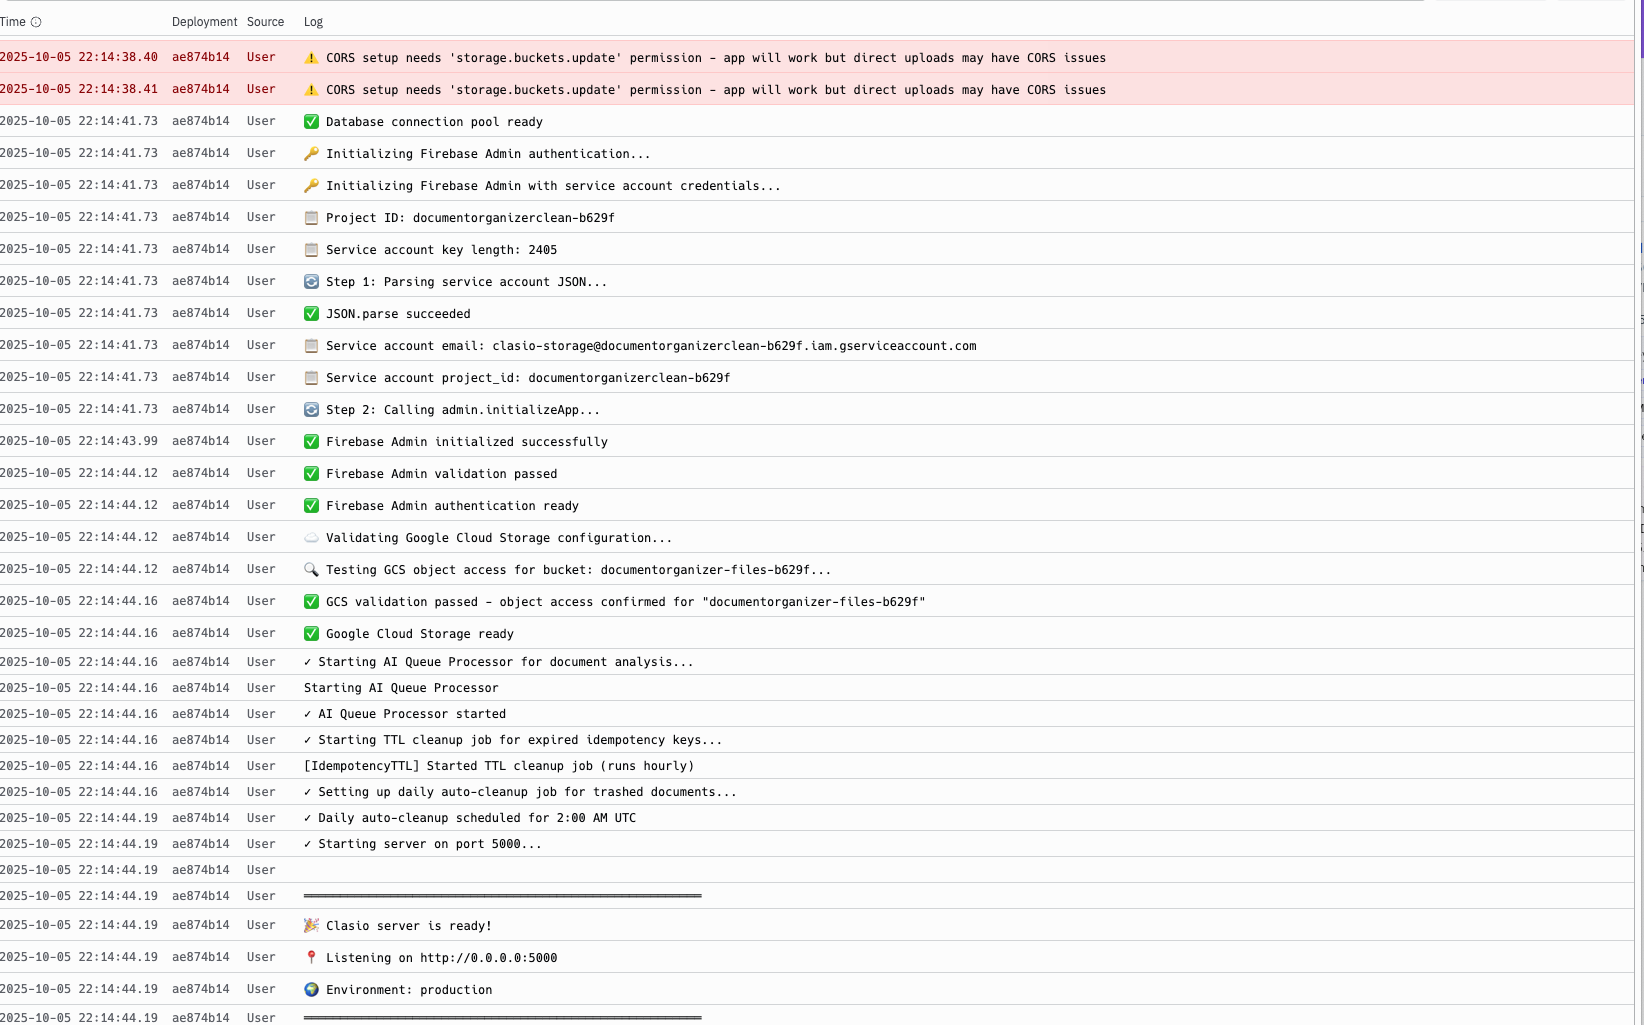 Time ⓘ Deployment Source Log
2025-10-05 22:14:38.40 ae874b14 User ⚠️ CORS setup needs 'storage.buckets.update' permission - app will work but direct uploads may have CORS issues
2025-10-05 22:14:38.41 ae874b14 User ⚠️ CORS setup needs 'storage.buckets.update' permission - app will work but direct uploads may have CORS issues
2025-10-05 22:14:41.73 ae874b14 User ✅ Database connection pool ready
2025-10-05 22:14:41.73 ae874b14 User 🔑 Initializing Firebase Admin authentication...
2025-10-05 22:14:41.73 ae874b14 User 🔑 Initializing Firebase Admin with service account credentials...
2025-10-05 22:14:41.73 ae874b14 User 📋 Project ID: documentorganizerclean-b629f
2025-10-05 22:14:41.73 ae874b14 User 📋 Service account key length: 2405
2025-10-05 22:14:41.73 ae874b14 User 🔄 Step 1: Parsing service account JSON...
2025-10-05 22:14:41.73 ae874b14 User ✅ JSON.parse succeeded
2025-10-05 22:14:41.73 ae874b14 User 📋 Service account email: clasio-storage@documentorganizerclean-b629f.iam.gserviceaccount.com
2025-10-05 22:14:41.73 ae874b14 User 📋 Service account project_id: documentorganizerclean-b629f
2025-10-05 22:14:41.73 ae874b14 User 🔄 Step 2: Calling admin.initializeApp...
2025-10-05 22:14:43.99 ae874b14 User ✅ Firebase Admin initialized successfully
2025-10-05 22:14:44.12 ae874b14 User ✅ Firebase Admin validation passed
2025-10-05 22:14:44.12 ae874b14 User ✅ Firebase Admin authentication ready
2025-10-05 22:14:44.12 ae874b14 User ☁️ Validating Google Cloud Storage configuration...
2025-10-05 22:14:44.12 ae874b14 User 🔍 Testing GCS object access for bucket: documentorganizer-files-b629f...
2025-10-05 22:14:44.16 ae874b14 User ✅ GCS validation passed - object access confirmed for "documentorganizer-files-b629f"
2025-10-05 22:14:44.16 ae874b14 User ✅ Google Cloud Storage ready
2025-10-05 22:14:44.16 ae874b14 User ✓ Starting AI Queue Processor for document analysis...
2025-10-05 22:14:44.16 ae874b14 User Starting AI Queue Processor
2025-10-05 22:14:44.16 ae874b14 User ✓ AI Queue Processor started
2025-10-05 22:14:44.16 ae874b14 User ✓ Starting TTL cleanup job for expired idempotency keys...
2025-10-05 22:14:44.16 ae874b14 User [IdempotencyTTL] Started TTL cleanup job (runs hourly)
2025-10-05 22:14:44.16 ae874b14 User ✓ Setting up daily auto-cleanup job for trashed documents...
2025-10-05 22:14:44.19 ae874b14 User ✓ Daily auto-cleanup scheduled for 2:00 AM UTC
2025-10-05 22:14:44.19 ae874b14 User ✓ Starting server on port 5000...
2025-10-05 22:14:44.19 ae874b14 User
2025-10-05 22:14:44.19 ae874b14 User ═══════════════════════════════════════════════════════
2025-10-05 22:14:44.19 ae874b14 User 🎉 Clasio server is ready!
2025-10-05 22:14:44.19 ae874b14 User 📍 Listening on http://0.0.0.0:5000
2025-10-05 22:14:44.19 ae874b14 User 🌍 Environment: production
2025-10-05 22:14:44.19 ae874b14 User ═══════════════════════════════════════════════════════